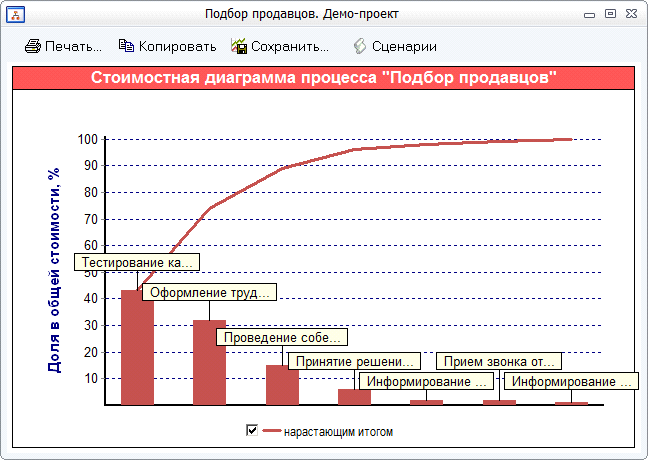 Подбор продавцов. Демо-проект
Печать... Копировать Сохранить... Сценарии
Стоимостная диаграмма процесса "Подбор продавцов"
Доля в общей стоимости, %
100
90
80
70
60
50
40
30
20
10
Тестирование ка...
Оформление труд...
Проведение собе...
Принятие решени...
Информирование ...
Прием звонка от...
Информирование ...
нарастающим итогом